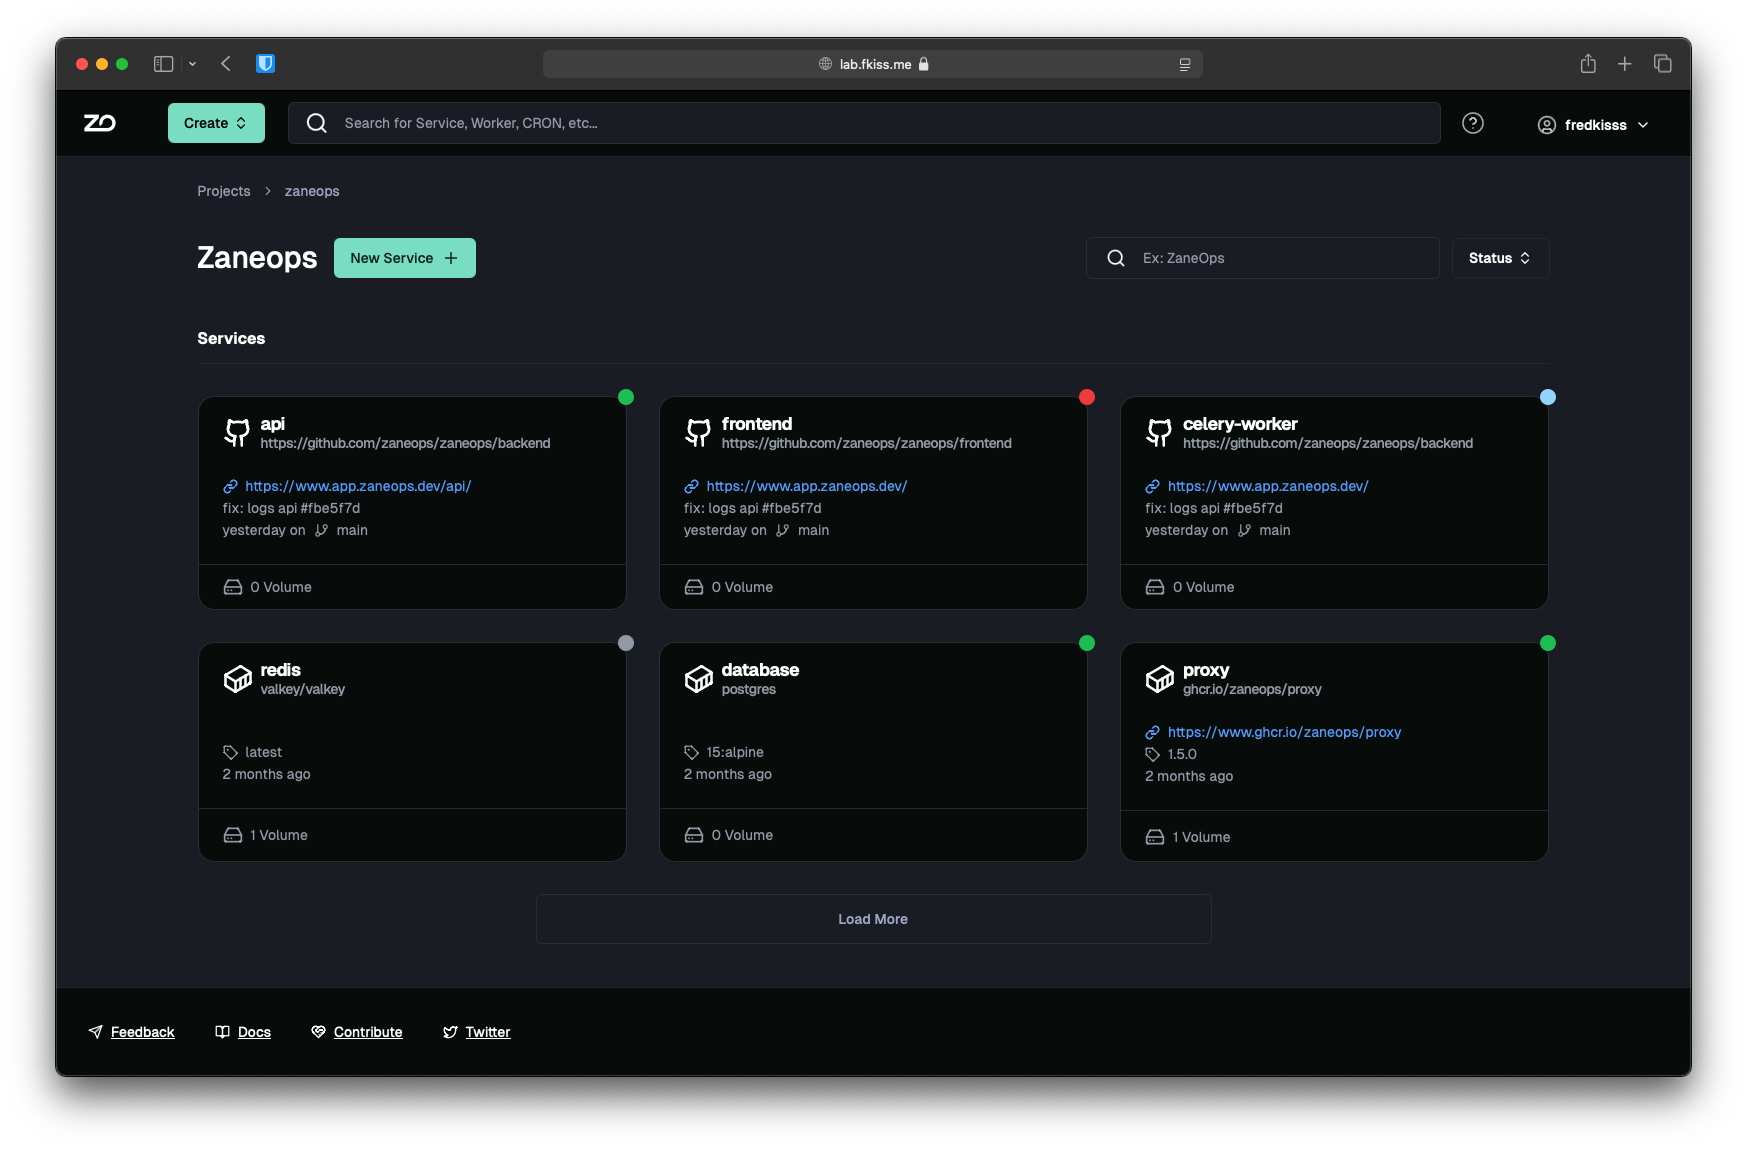 lab.fkiss.me
ZO
Create
Search for Service, Worker, CRON, etc...
fredkisss
Projects > zaneops
Zaneops
New Service +
Ex: ZaneOps
Status
Services
api
https://github.com/zaneops/zaneops/backend
https://www.app.zaneops.dev/api/
fix: logs api #fbe5f7d
yesterday on main
0 Volume
frontend
https://github.com/zaneops/zaneops/frontend
https://www.app.zaneops.dev/
fix: logs api #fbe5f7d
yesterday on main
0 Volume
celery-worker
https://github.com/zaneops/zaneops/backend
https://www.app.zaneops.dev/
fix: logs api #fbe5f7d
yesterday on main
0 Volume
redis
valkey/valkey
latest
2 months ago
1 Volume
database
postgres
15:alpine
2 months ago
0 Volume
proxy
ghcr.io/zaneops/proxy
https://www.ghcr.io/zaneops/proxy
1.5.0
2 months ago
1 Volume
Load More
Feedback
Docs
Contribute
Twitter